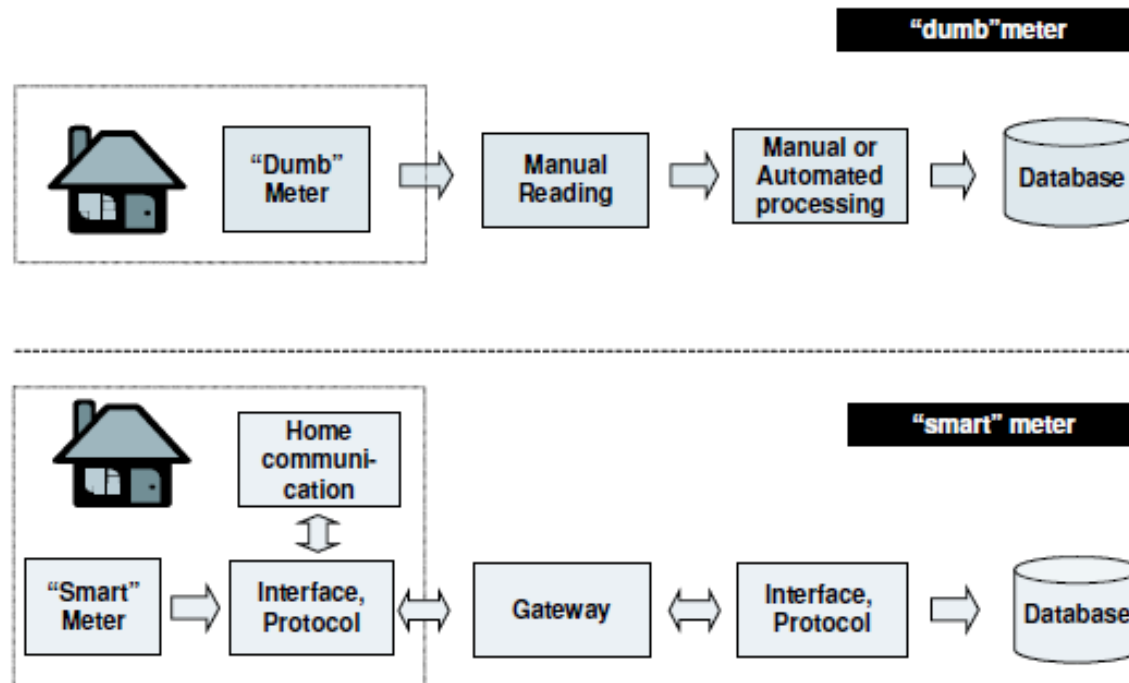 “dumb”meter
“Dumb”
Meter
Manual
Reading
Manual or
Automated
processing
Database
“smart” meter
Home
communi-
cation
“Smart”
Meter
Interface,
Protocol
Gateway
Interface,
Protocol
Database